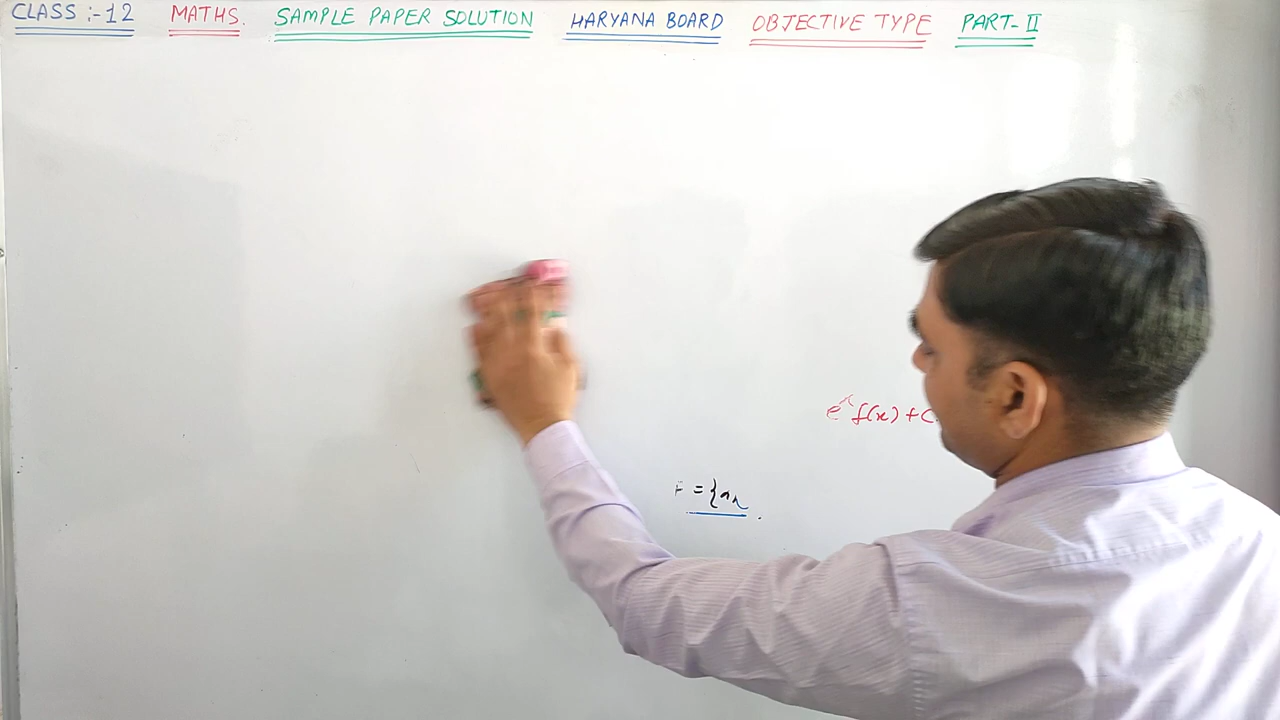 CLASS :- 12 MATHS. SAMPLE PAPER SOLUTION HARYANA BOARD OBJECTIVE TYPE PART- II
e^x f(x) + C
= {